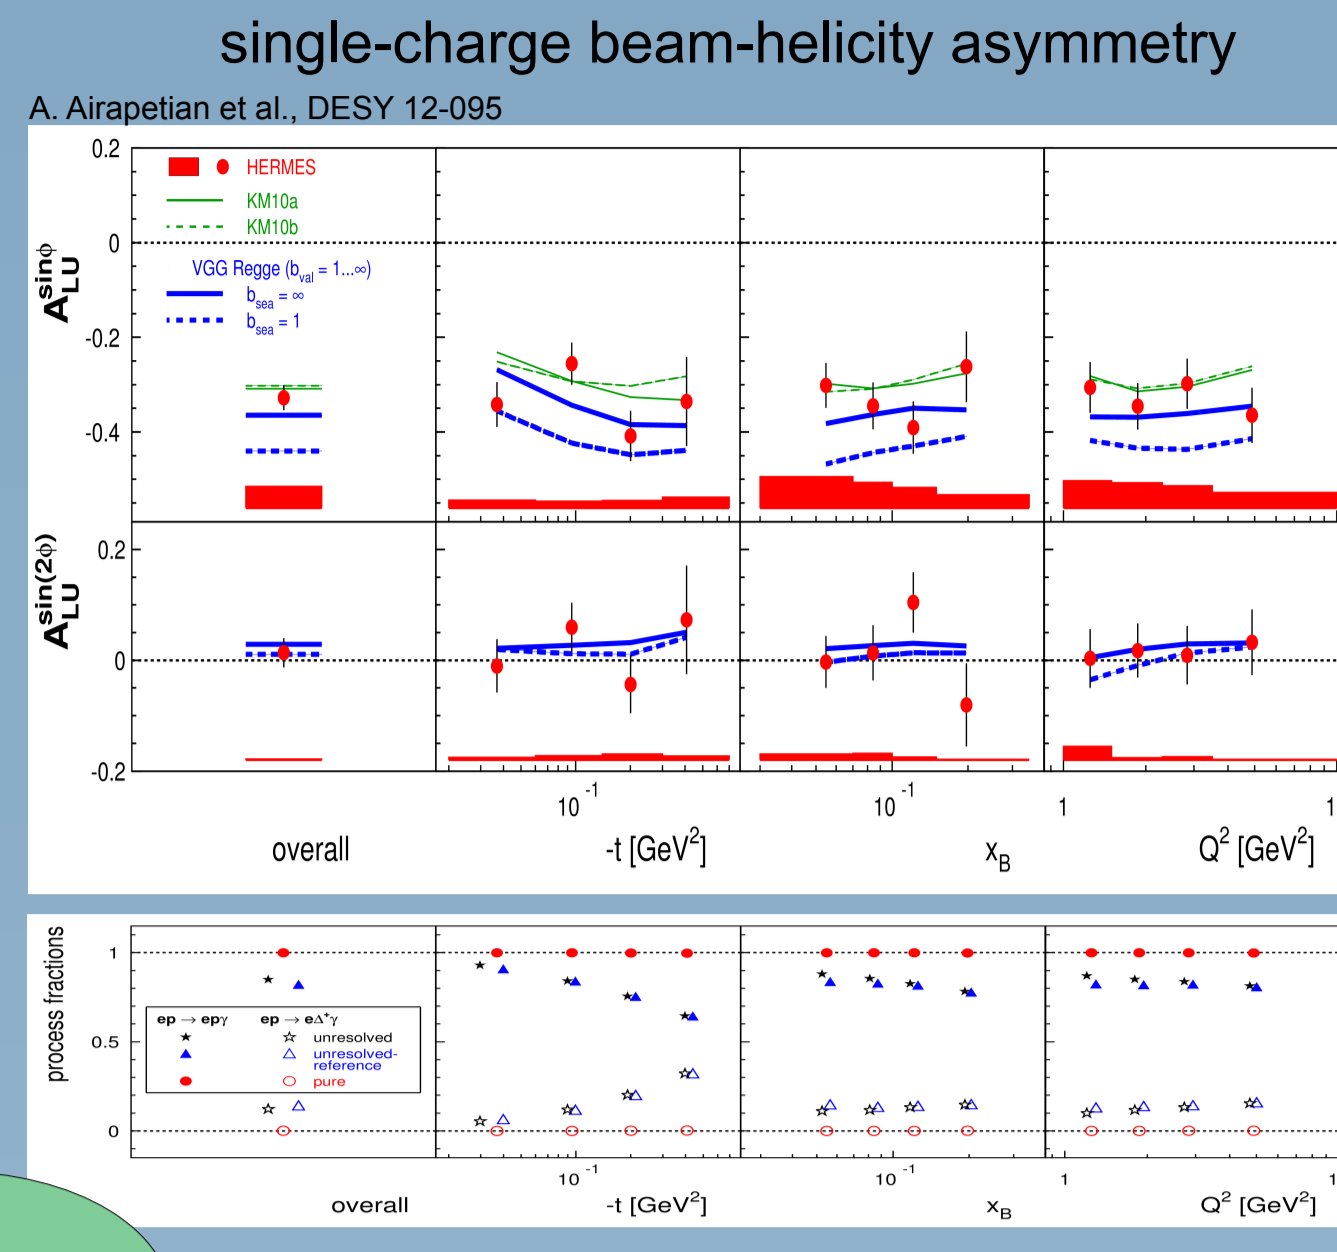 single-charge beam-helicity asymmetry
A. Airapetian et al., DESY 12-095
0.2
HERMES
KM10a
KM10b
0
VGG Regge (b_val = 1...∞)
b_sea = ∞
b_sea = 1
-0.2
-0.4
A_LU^sinϕ
0.2
0
-0.2
A_LU^sin(2ϕ)
10^-1 10^-1 1 1
overall -t [GeV²] x_B Q² [GeV²]
process fractions
1
0.5
0
ep → epγ ep → eΔ⁺γ
unresolved
unresolved-
reference
pure
10^-1 10^-1 1 1
overall -t [GeV²] x_B Q² [GeV²]